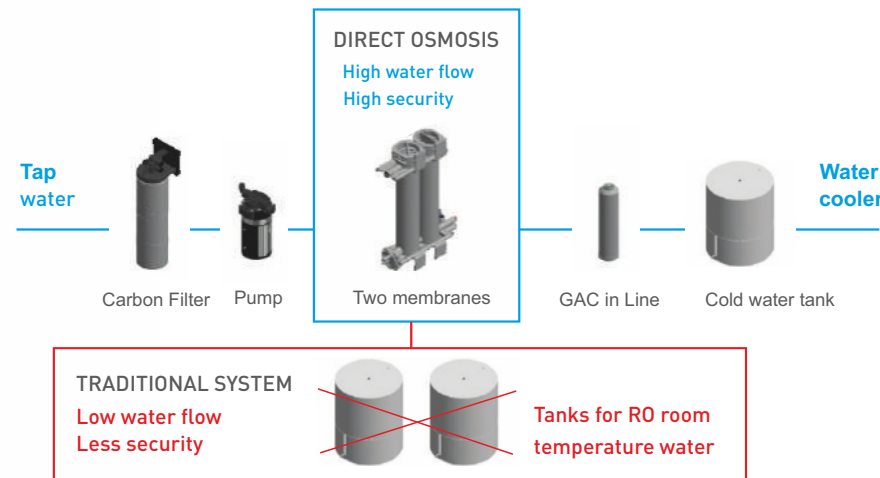 DIRECT OSMOSIS
High water flow
High security
Tap
water
Water
cooler
Carbon Filter
Pump
Two membranes
GAC in Line
Cold water tank
TRADITIONAL SYSTEM
Low water flow
Less security
Tanks for RO room
temperature water